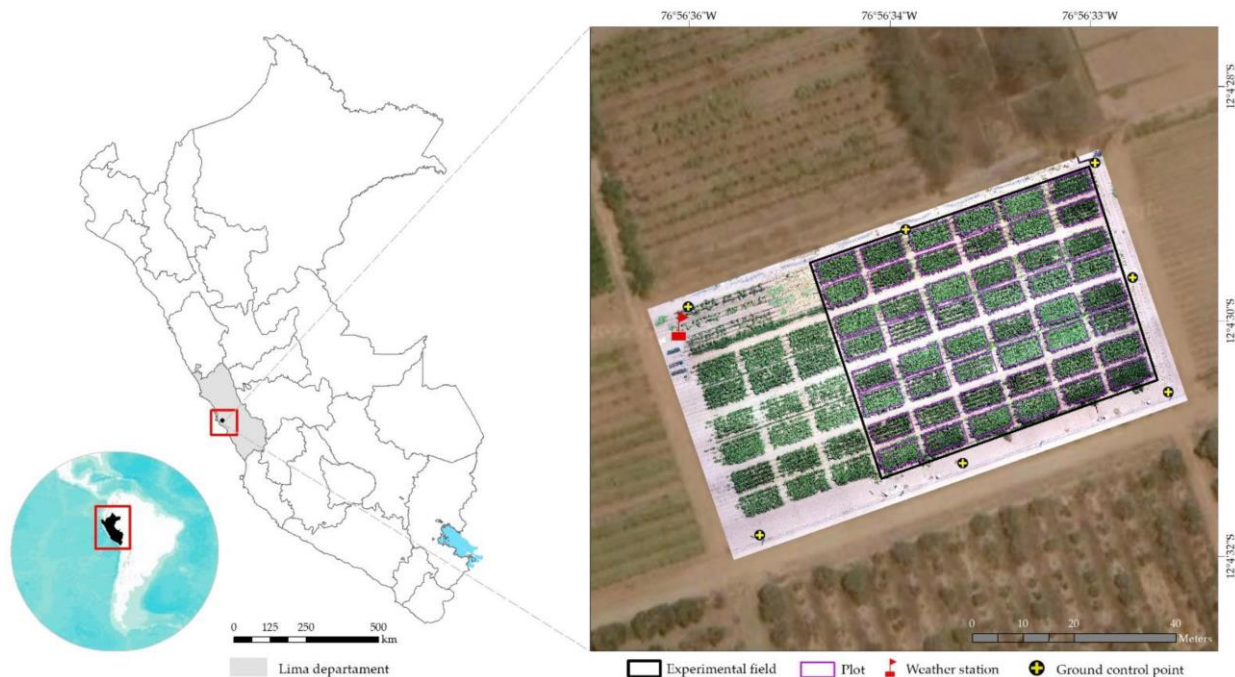 76°56'36"W 76°56'34"W 76°56'33"W
12°4'28"S
12°4'30"S
12°4'32"S
0 125 250 500
km
Lima departament
0 20 40
Meters
Experimental field Plot Weather station Ground control point